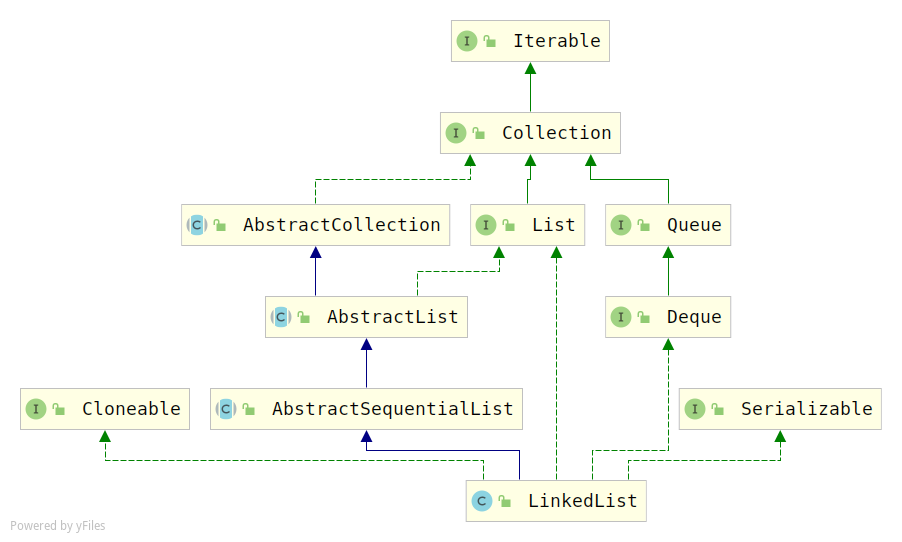 Iterable
Collection
AbstractCollection
List
Queue
AbstractList
Deque
Cloneable
AbstractSequentialList
Serializable
LinkedList
Powered by yFiles